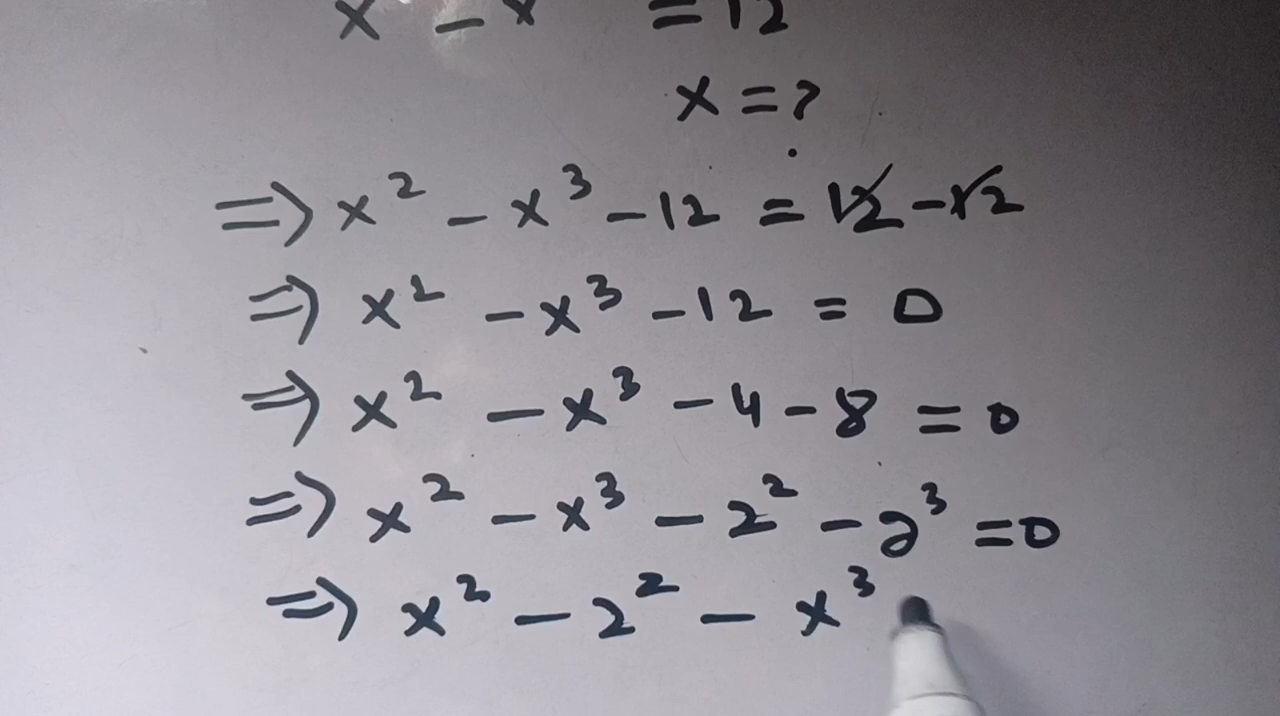 x - x = 12
x = ?
⇒ x² - x³ - 12 = 12 - 12
⇒ x² - x³ - 12 = 0
⇒ x² - x³ - 4 - 8 = 0
⇒ x² - x³ - 2² - 2³ = 0
⇒ x² - 2² - x³